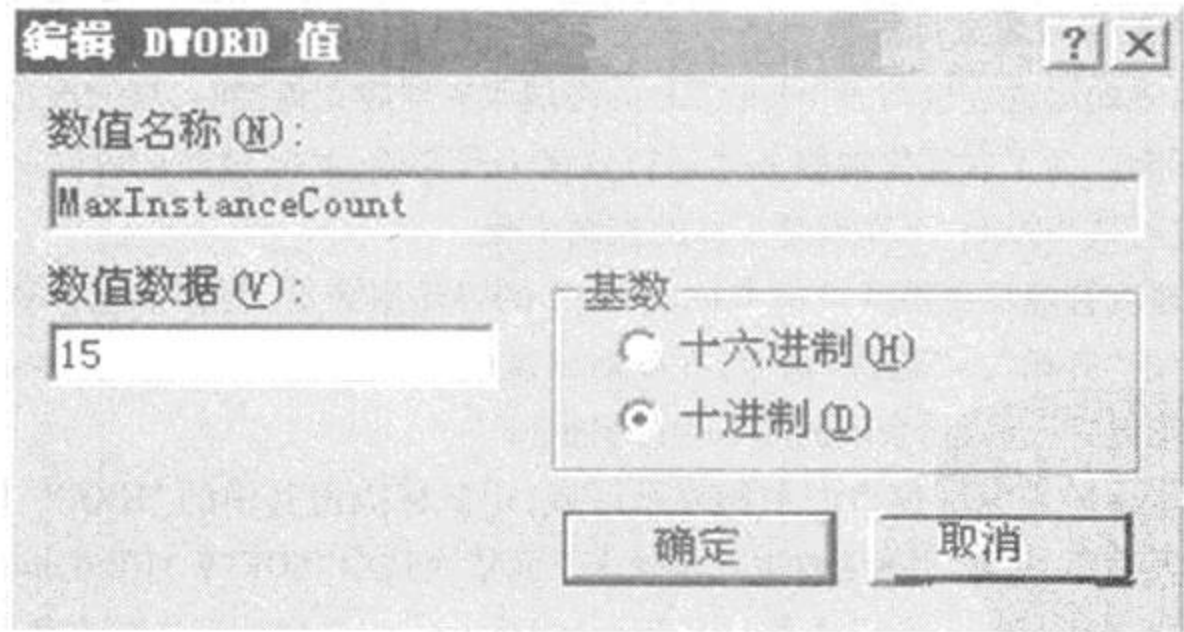 编辑 DWORD 值
数值名称(N):
MaxInstanceCount
数值数据(V):
15
基数
十六进制(H)
十进制(D)
确定
取消